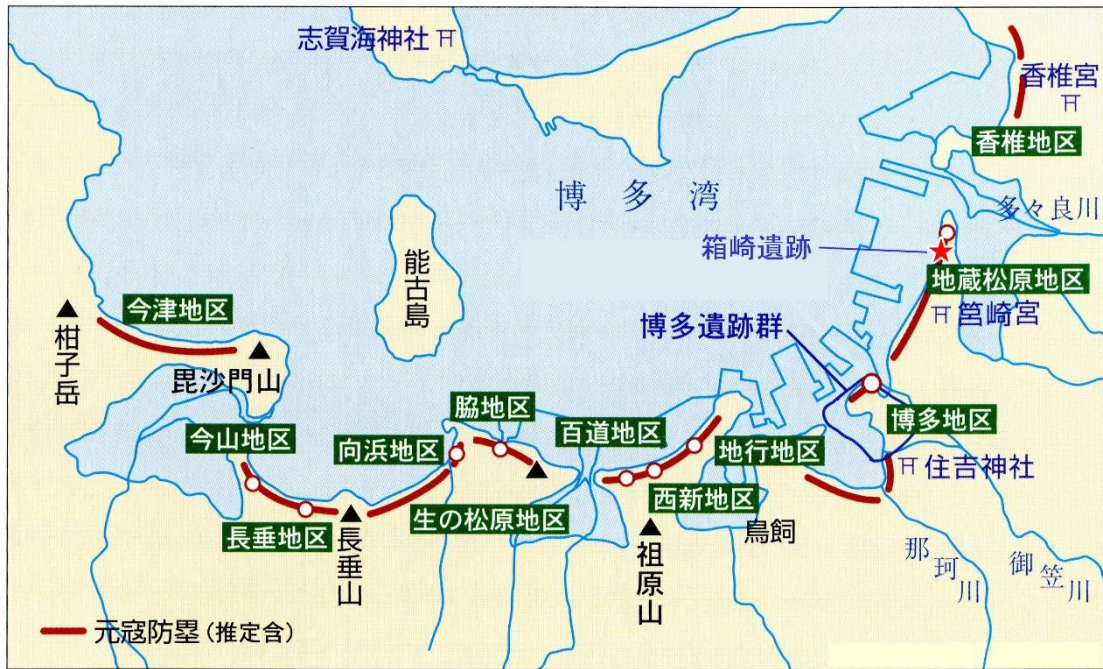 志賀海神社
香椎宮
香椎地区
博多湾
多々良川
箱崎遺跡
地蔵松原地区
筥崎宮
能古島
今津地区
柑子岳
毘沙門山
博多遺跡群
脇地区
百道地区
博多地区
今山地区
向浜地区
地行地区
住吉神社
生の松原地区
西新地区
長垂地区
鳥飼
長垂山
祖原山
那珂川
御笠川
元寇防塁(推定含)